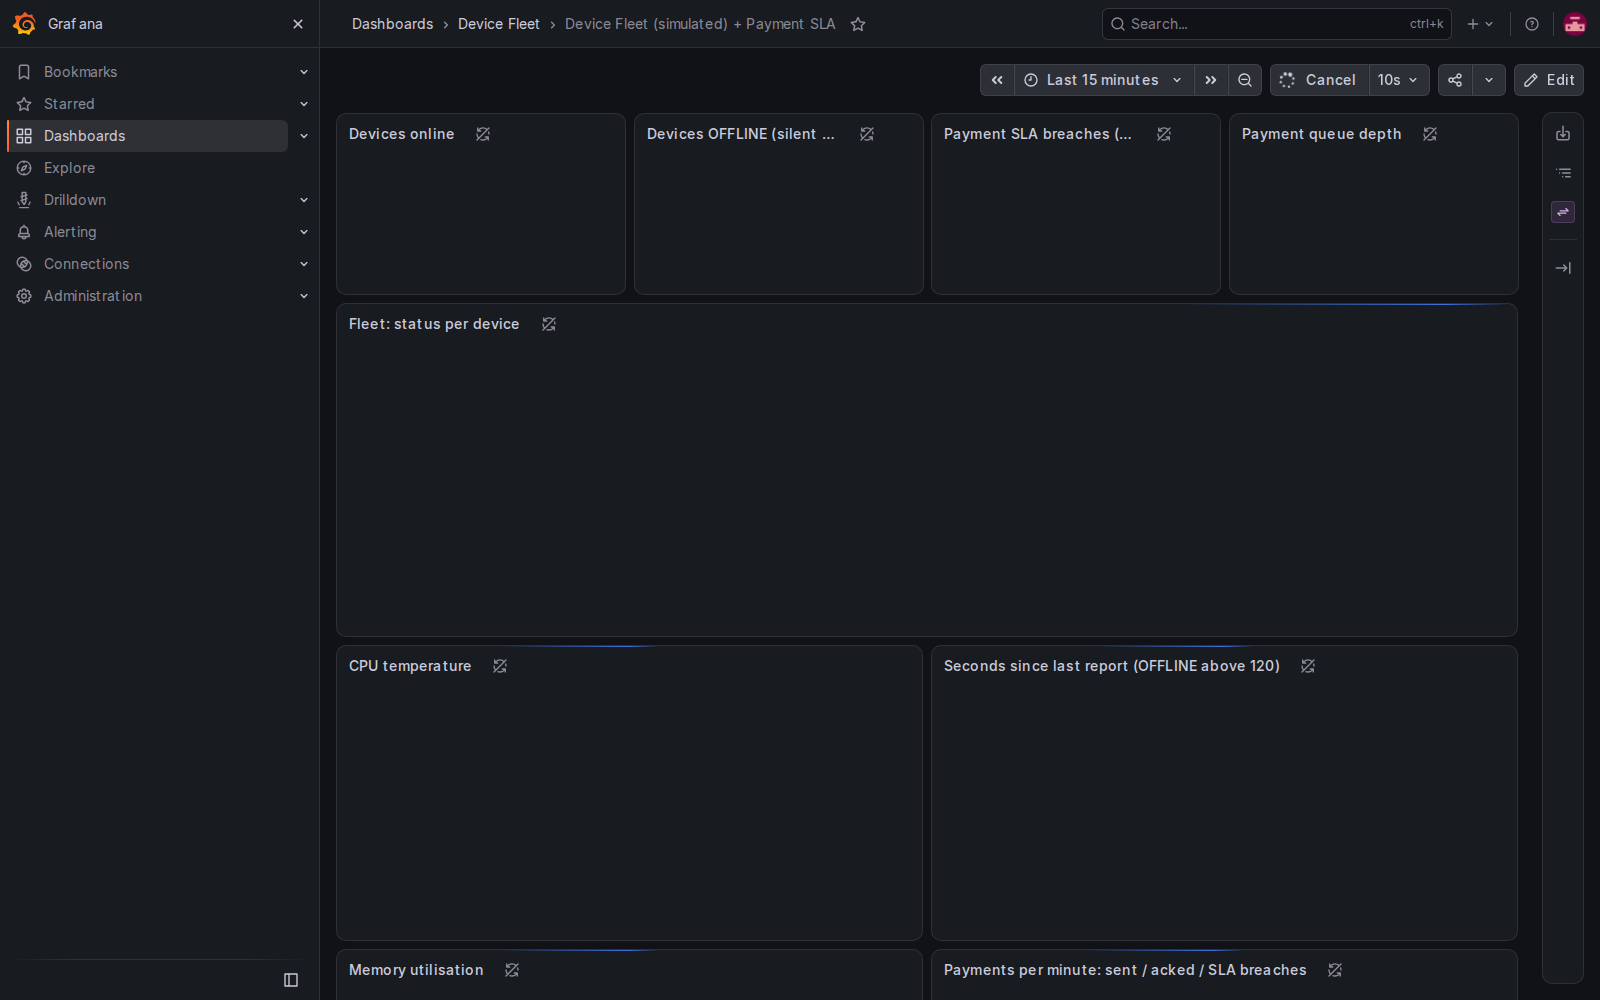 Grafana
Dashboards › Device Fleet › Device Fleet (simulated) + Payment SLA
Search...
ctrl+k
Bookmarks
Starred
Dashboards
Explore
Drilldown
Alerting
Connections
Administration
Last 15 minutes
Cancel
10s
Edit
Devices online
Devices OFFLINE (silent ...
Payment SLA breaches (...
Payment queue depth
Fleet: status per device
CPU temperature
Seconds since last report (OFFLINE above 120)
Memory utilisation
Payments per minute: sent / acked / SLA breaches